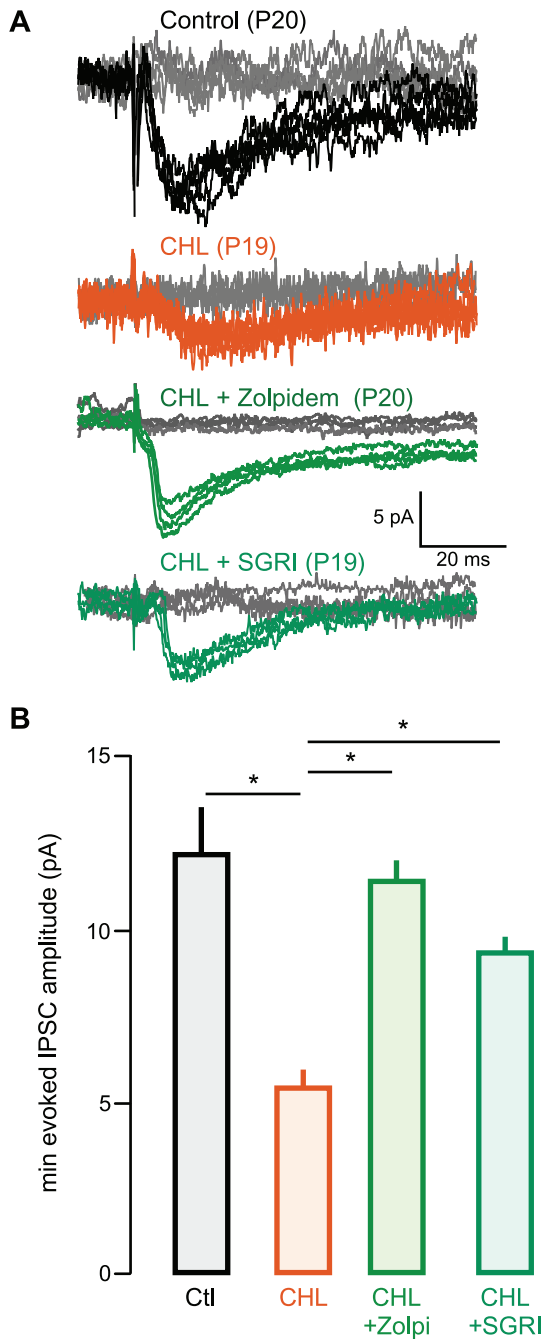 A
Control (P20)
CHL (P19)
CHL + Zolpidem (P20)
5 pA
20 ms
CHL + SGRI (P19)
B
min evoked IPSC amplitude (pA)
15
10
5
0
*
*
*
Ctl
CHL
CHL
+Zolpi
CHL
+SGRI